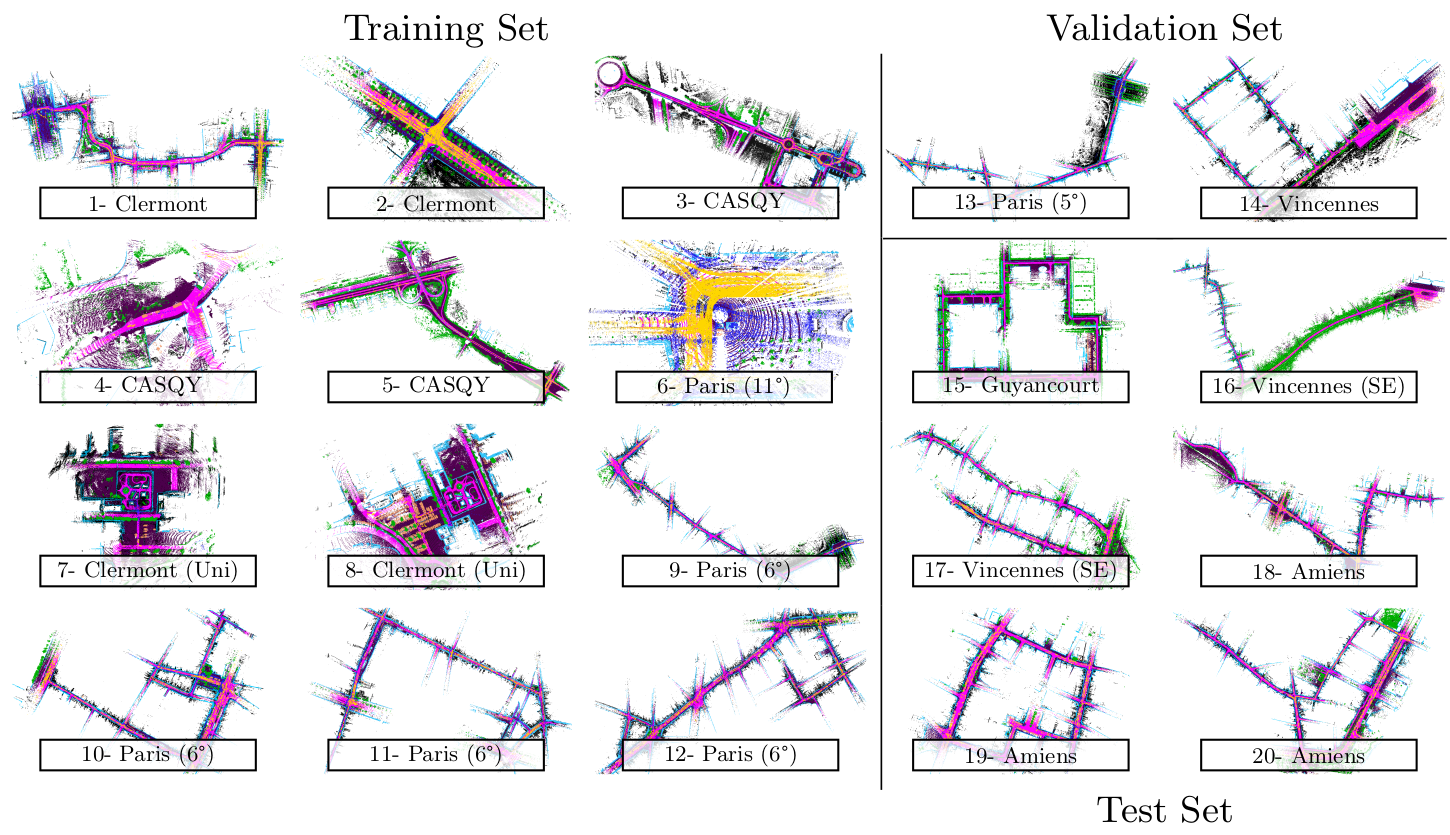 Training Set
Validation Set
1- Clermont
2- Clermont
3- CASQY
13- Paris (5°)
14- Vincennes
4- CASQY
5- CASQY
6- Paris (11°)
15- Guyancourt
16- Vincennes (SE)
7- Clermont (Uni)
8- Clermont (Uni)
9- Paris (6°)
17- Vincennes (SE)
18- Amiens
10- Paris (6°)
11- Paris (6°)
12- Paris (6°)
19- Amiens
20- Amiens
Test Set